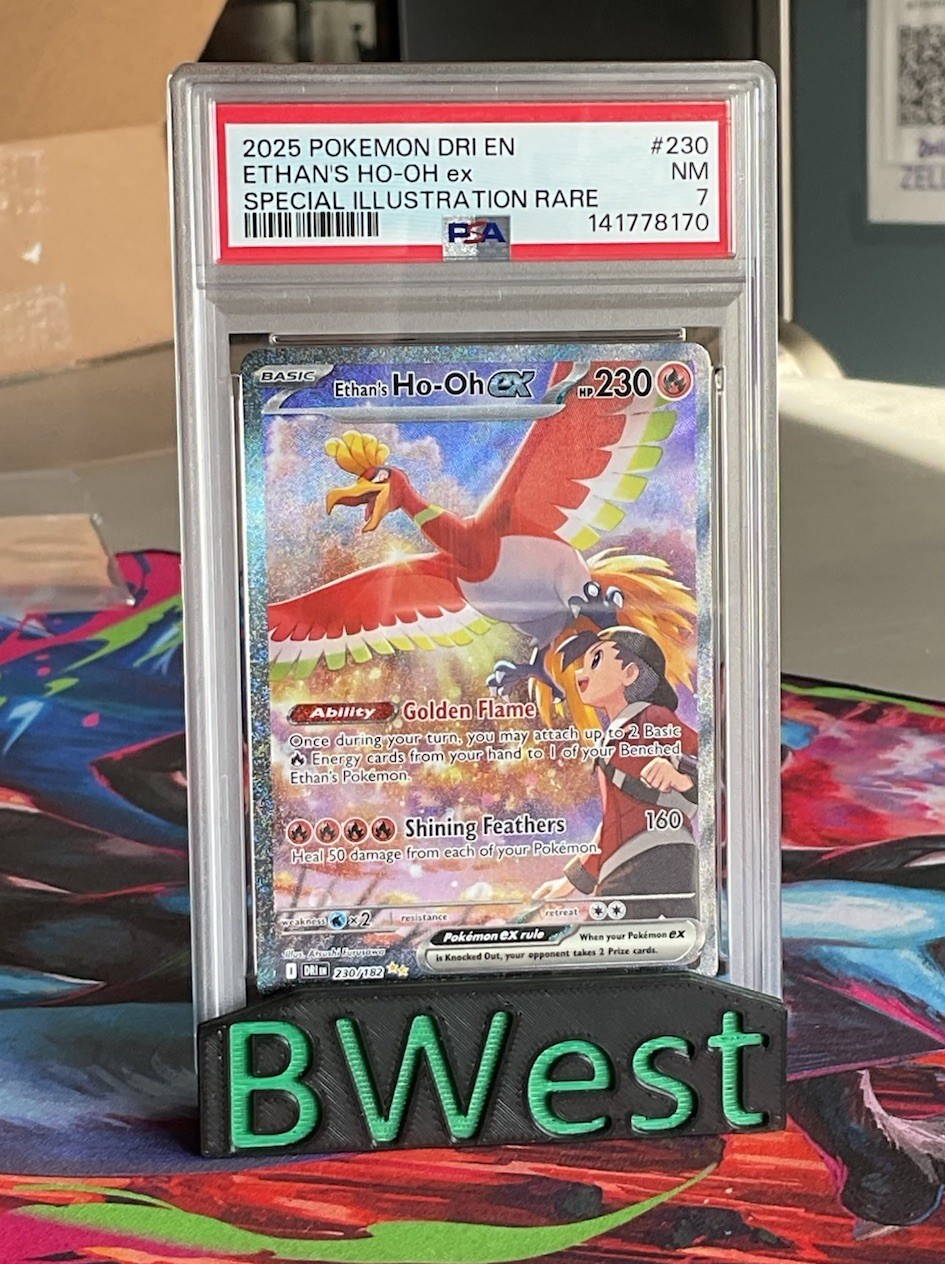 2025 POKEMON DRI EN #230
ETHAN'S HO-OH ex NM
SPECIAL ILLUSTRATION RARE 7
PSA 141778170
BASIC Ethan's Ho-Oh ex HP 230
Ability Golden Flame
Once during your turn, you may attach up to 2 Basic
Energy cards from your hand to 1 of your Benched
Ethan's Pokémon.
Shining Feathers 160
Heal 50 damage from each of your Pokémon.
weakness ×2 resistance retreat
Pokémon ex rule When your Pokémon ex
is Knocked Out, your opponent takes 2 Prize cards.
Illus. Atsushi Furusawa
I DRI EN 230/182
BWest